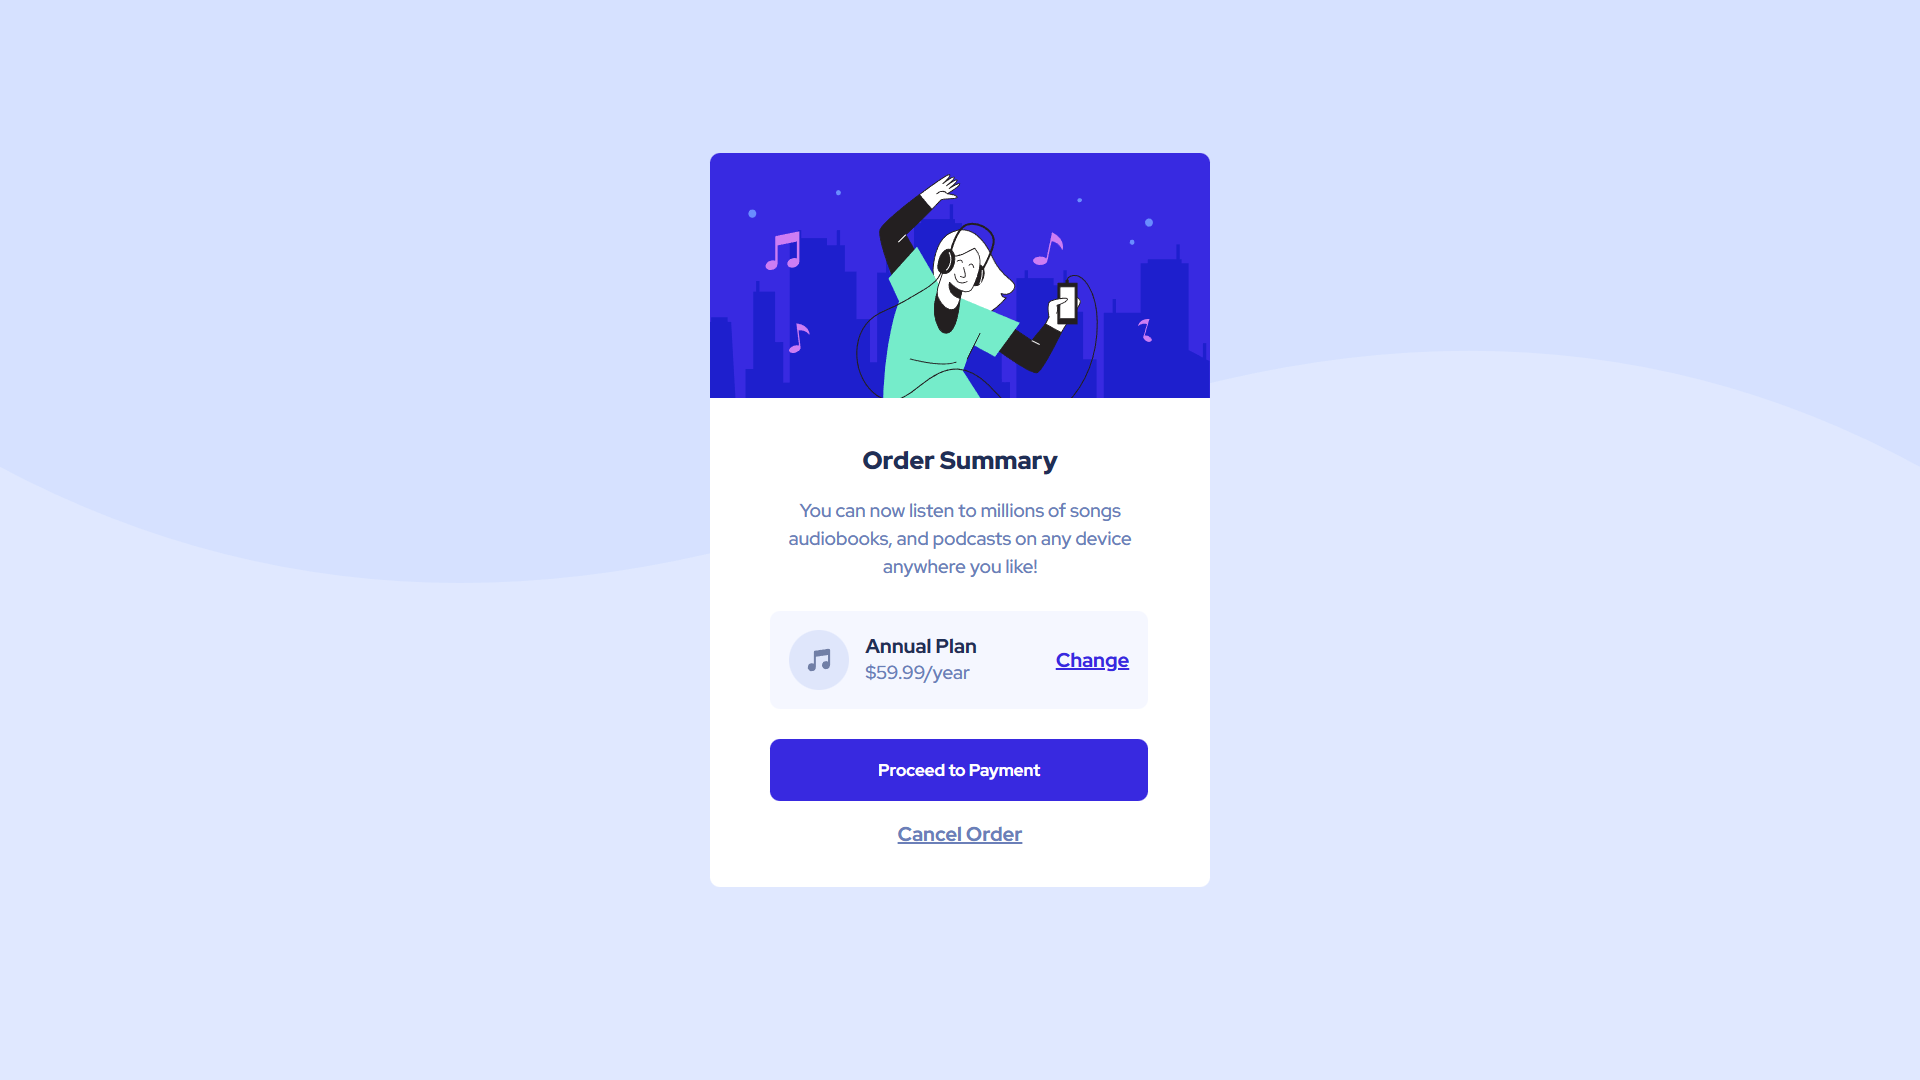 Order Summary
You can now listen to millions of songs
audiobooks, and podcasts on any device
anywhere you like!
Annual Plan
$59.99/year
Change
Proceed to Payment
Cancel Order